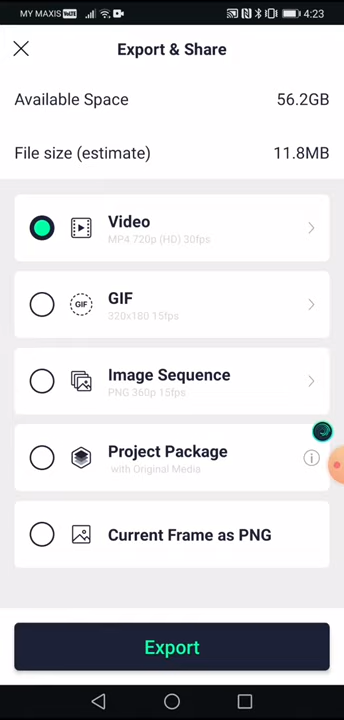 MY MAXIS VoLTE 4:23
Export & Share
Available Space 56.2GB
File size (estimate) 11.8MB
Video
MP4 720p (HD) 30fps
GIF
GIF
320x180 15fps
Image Sequence
PNG 360p 15fps
Project Package
with Original Media
Current Frame as PNG
Export